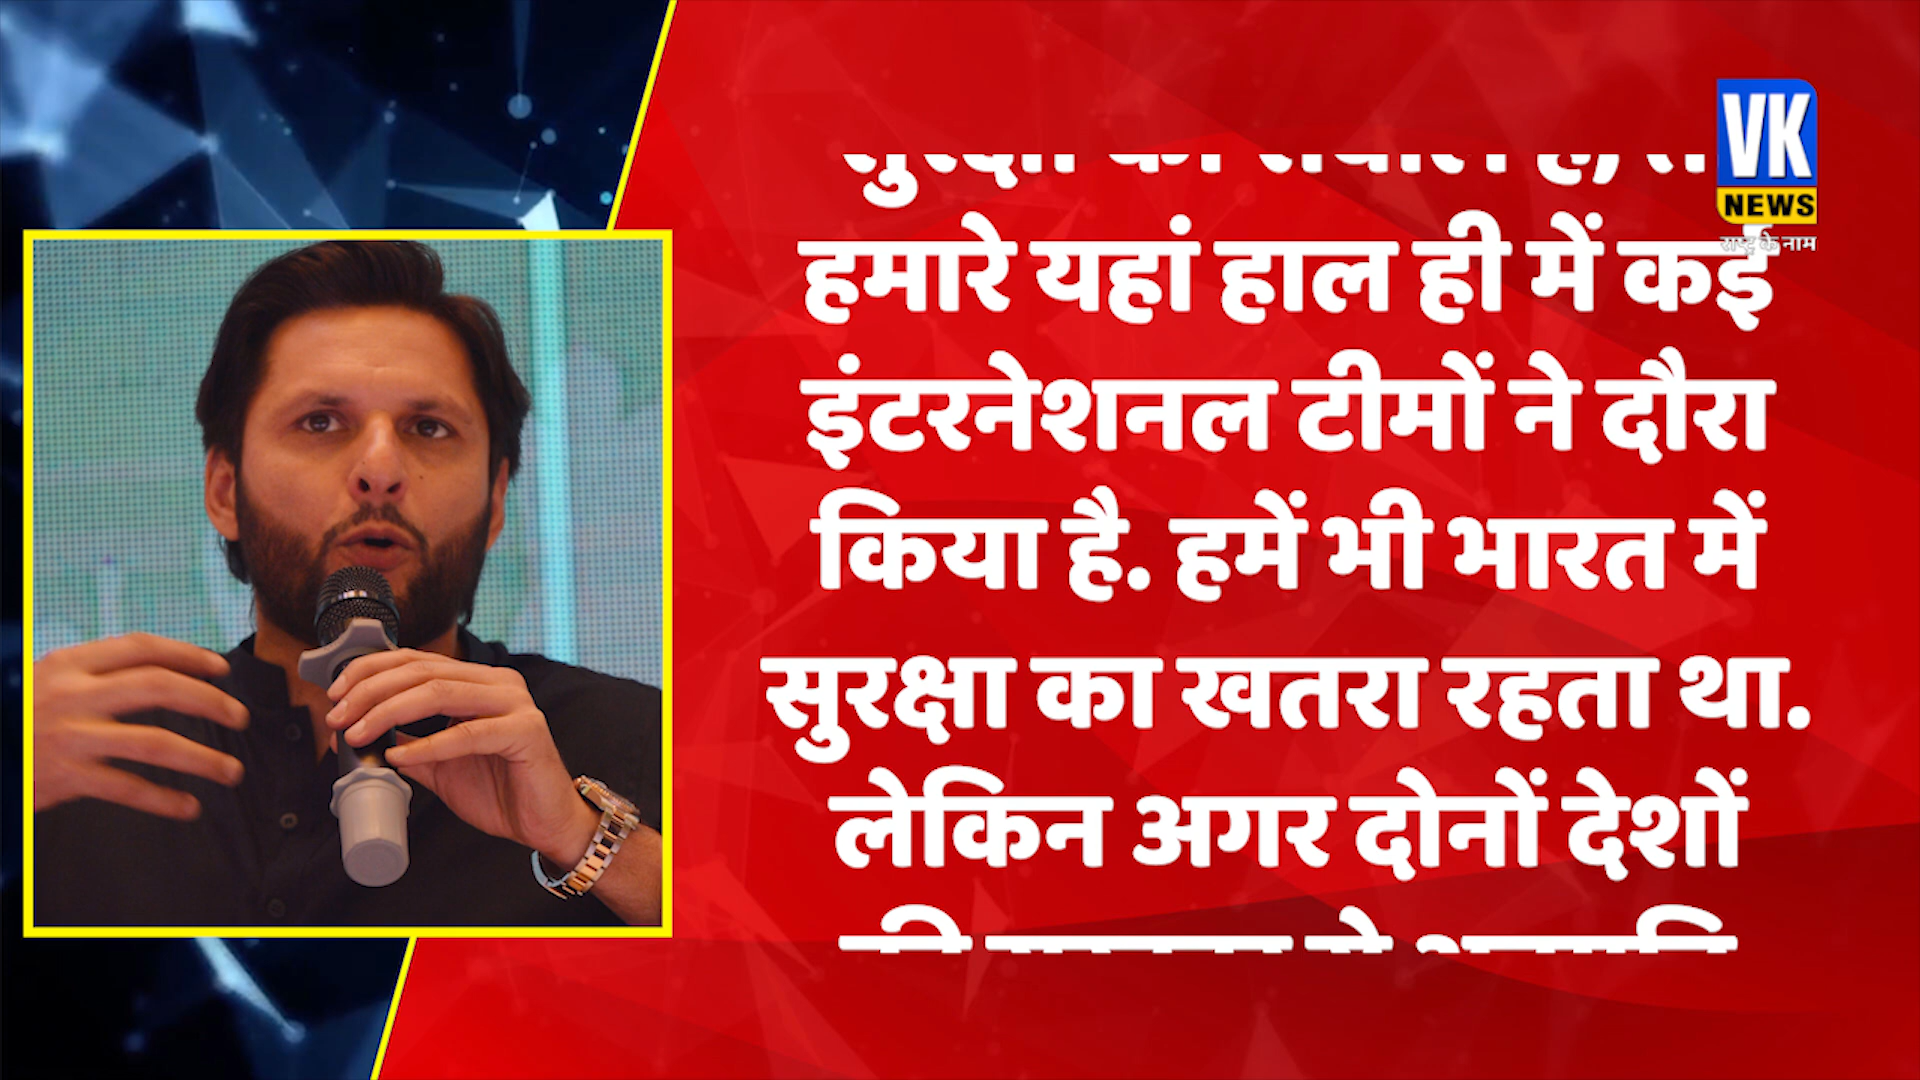 हमारे यहां हाल ही में कई
इंटरनेशनल टीमों ने दौरा
किया है. हमें भी भारत में
सुरक्षा का खतरा रहता था.
लेकिन अगर दोनों देशों
VK
NEWS
राष्ट्र के नाम